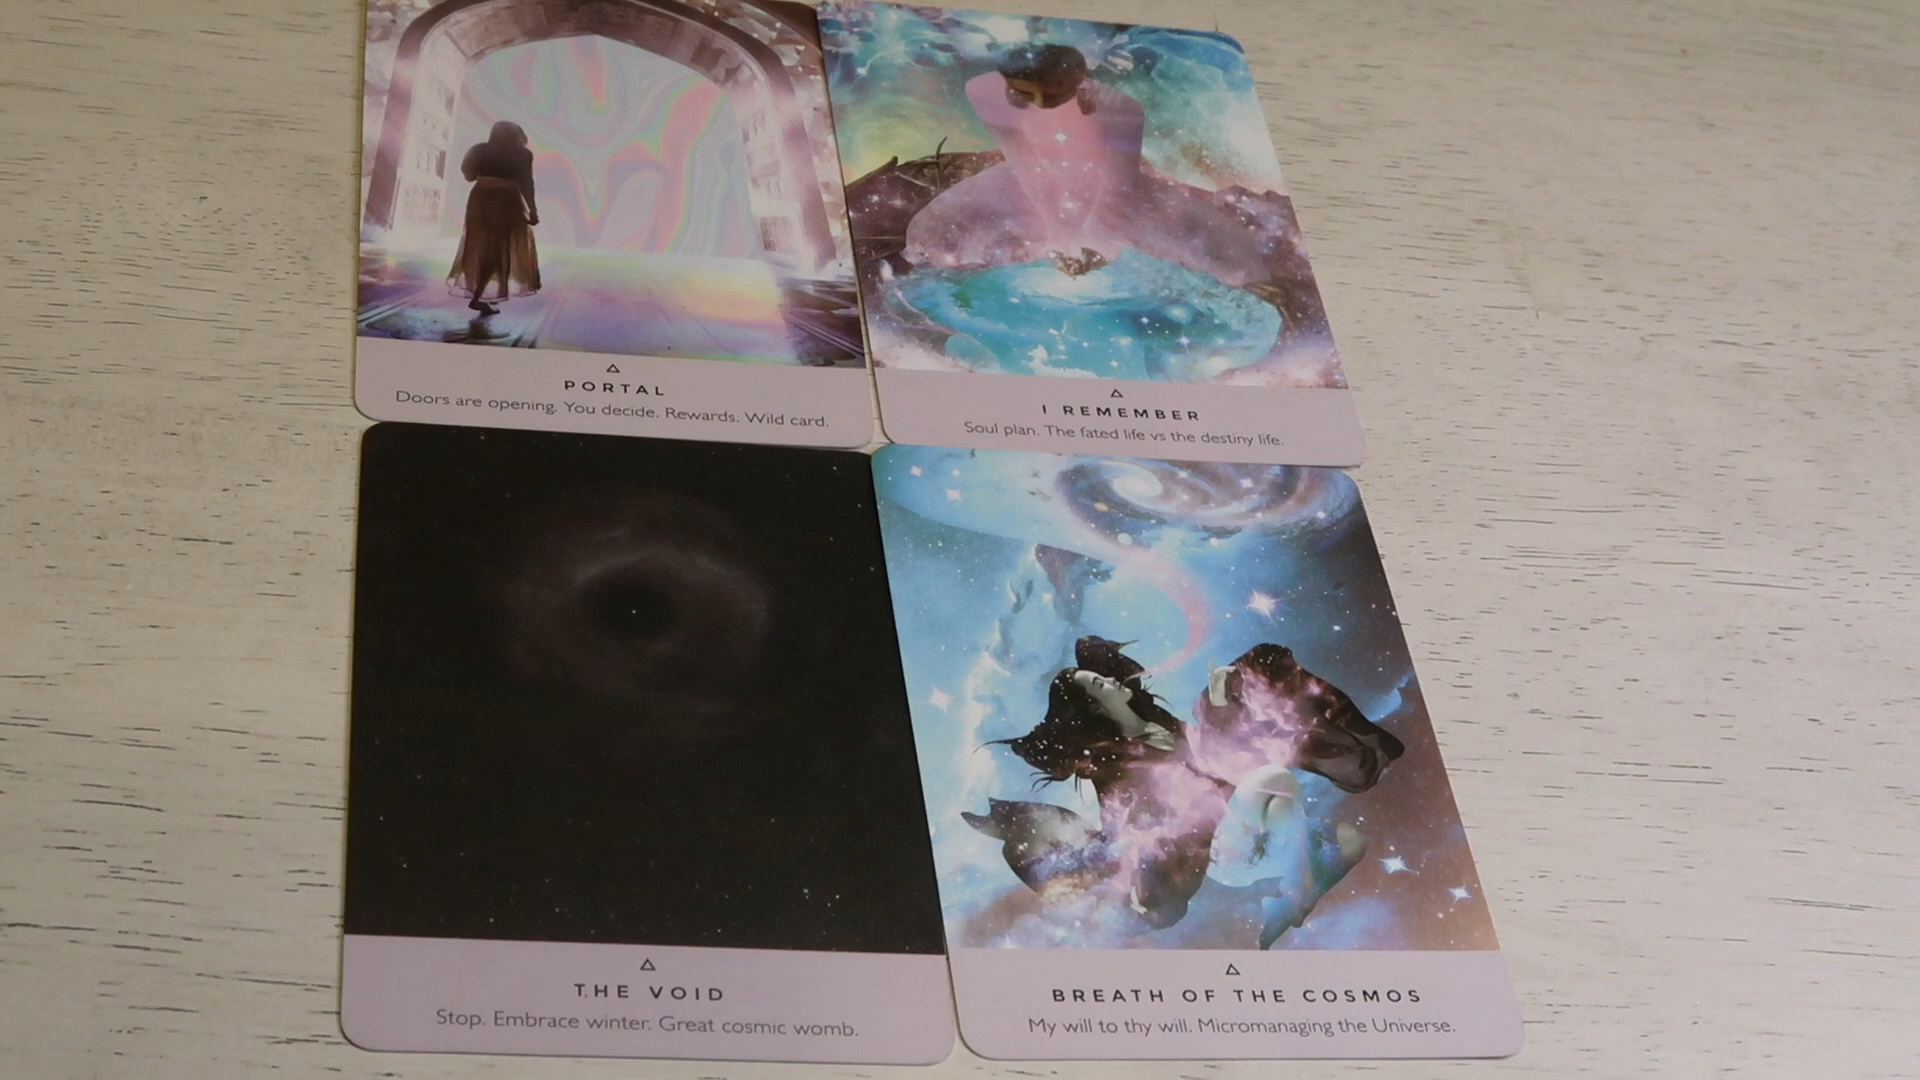 PORTAL
Doors are opening. You decide. Rewards. Wild card.
I REMEMBER
Soul plan. The fated life vs the destiny life.
THE VOID
Stop. Embrace winter. Great cosmic womb.
BREATH OF THE COSMOS
My will to thy will. Micromanaging the Universe.